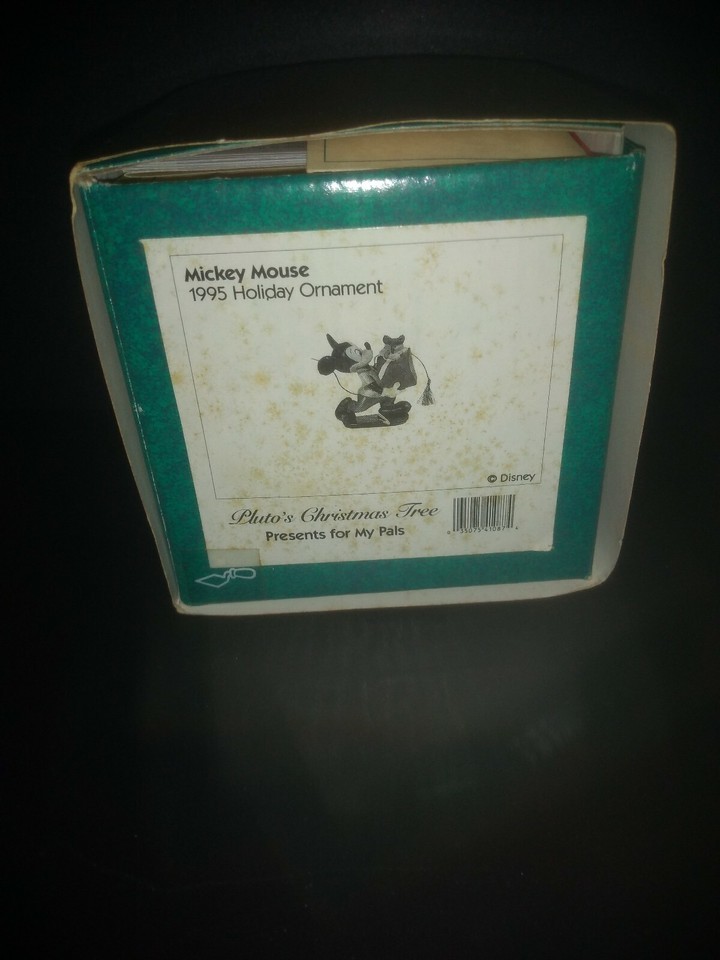 Mickey Mouse
1995 Holiday Ornament
© Disney
Pluto's Christmas Tree
Presents for My Pals